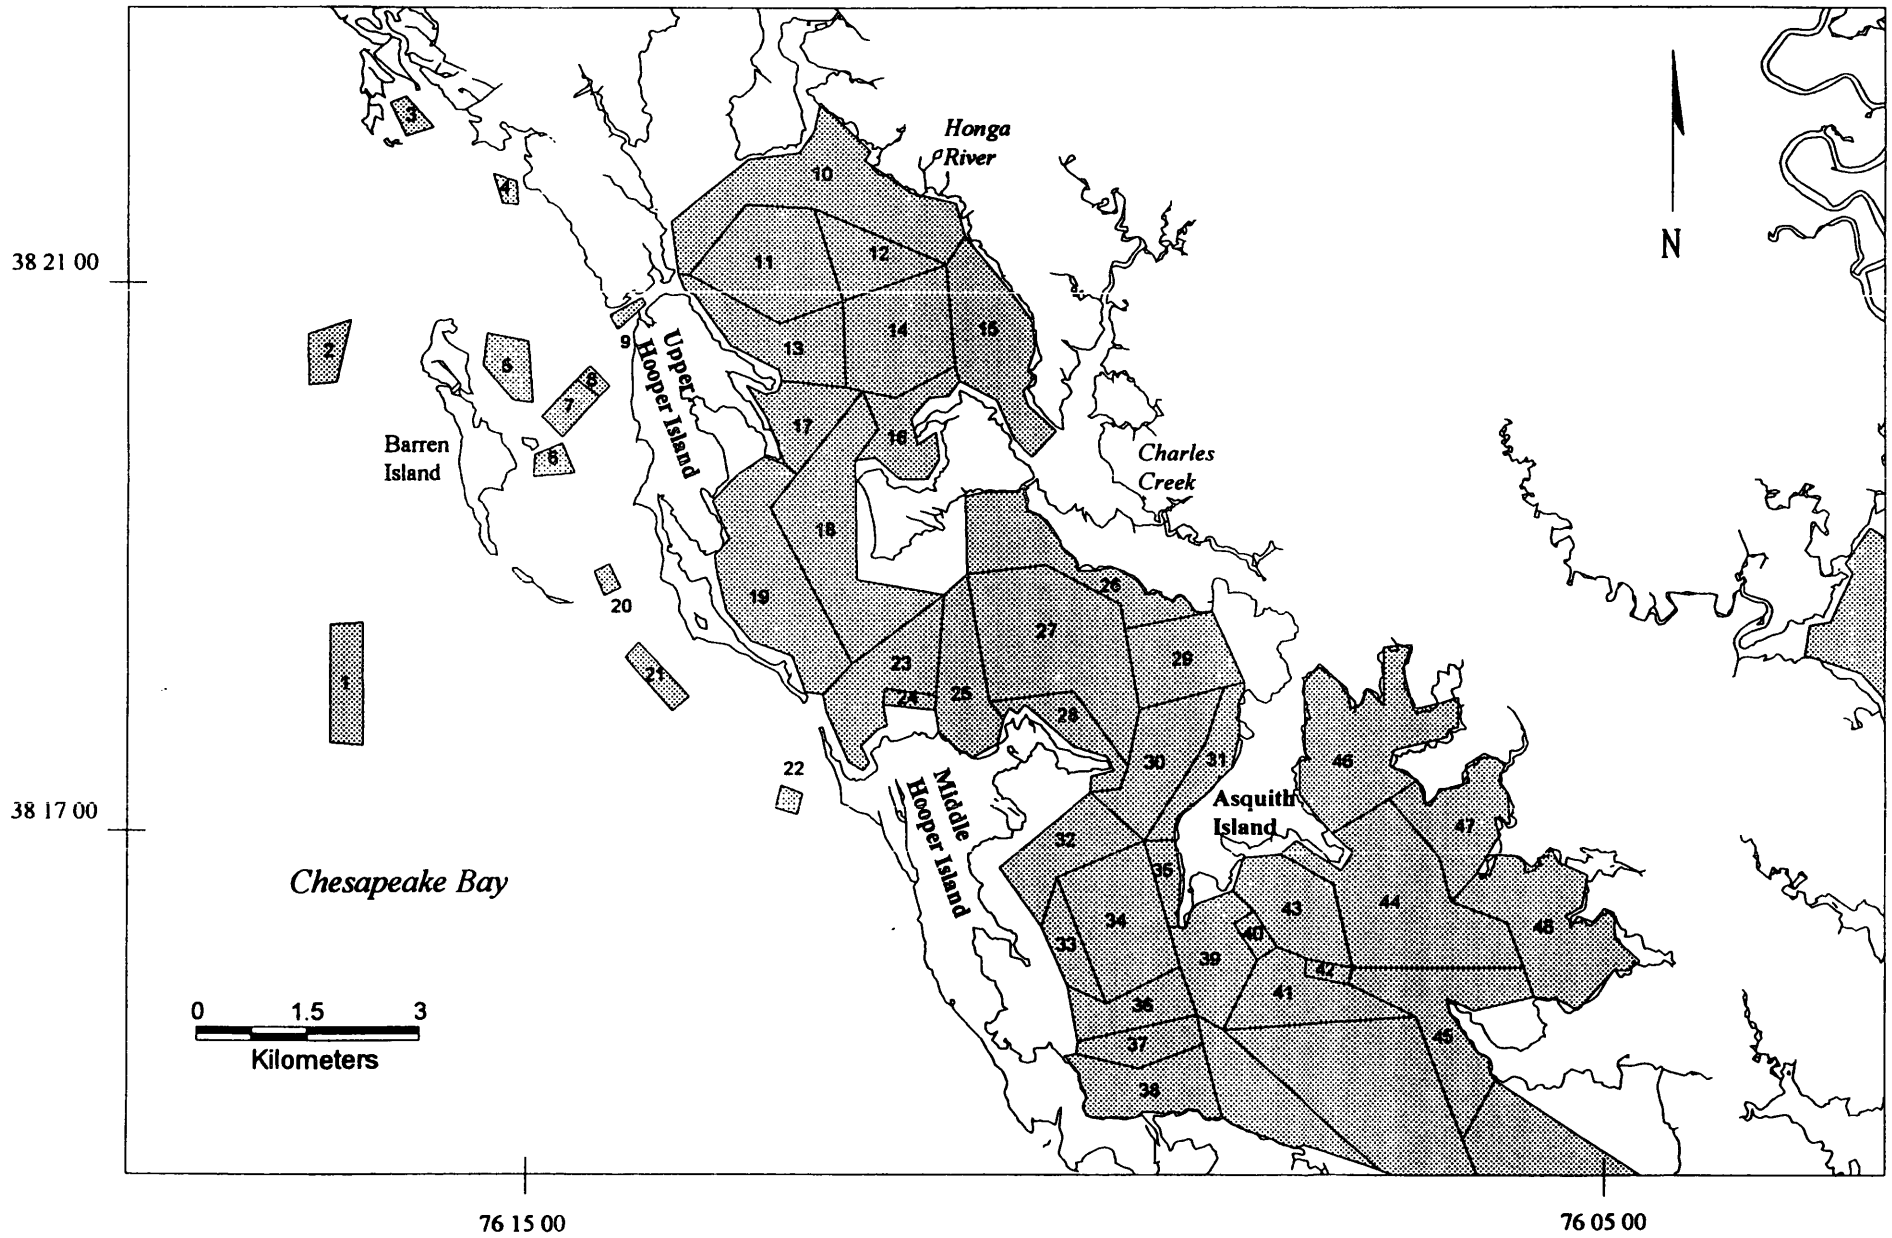 3
Honga
River
10
4
N
38 21 00
11
12
2
5
9
Upper
Hooper Island
13
14
15
8
7
Barren
Island
6
17
16
Charles
Creek
18
19
20
26
27
1
21
23
24
25
29
28
22
30
31
46
38 17 00
Middle
Hooper Island
Asquith
Island
47
32
35
Chesapeake Bay
34
33
43
40
44
48
39
42
41
36
45
37
38
0 1.5 3
Kilometers
76 15 00
76 05 00